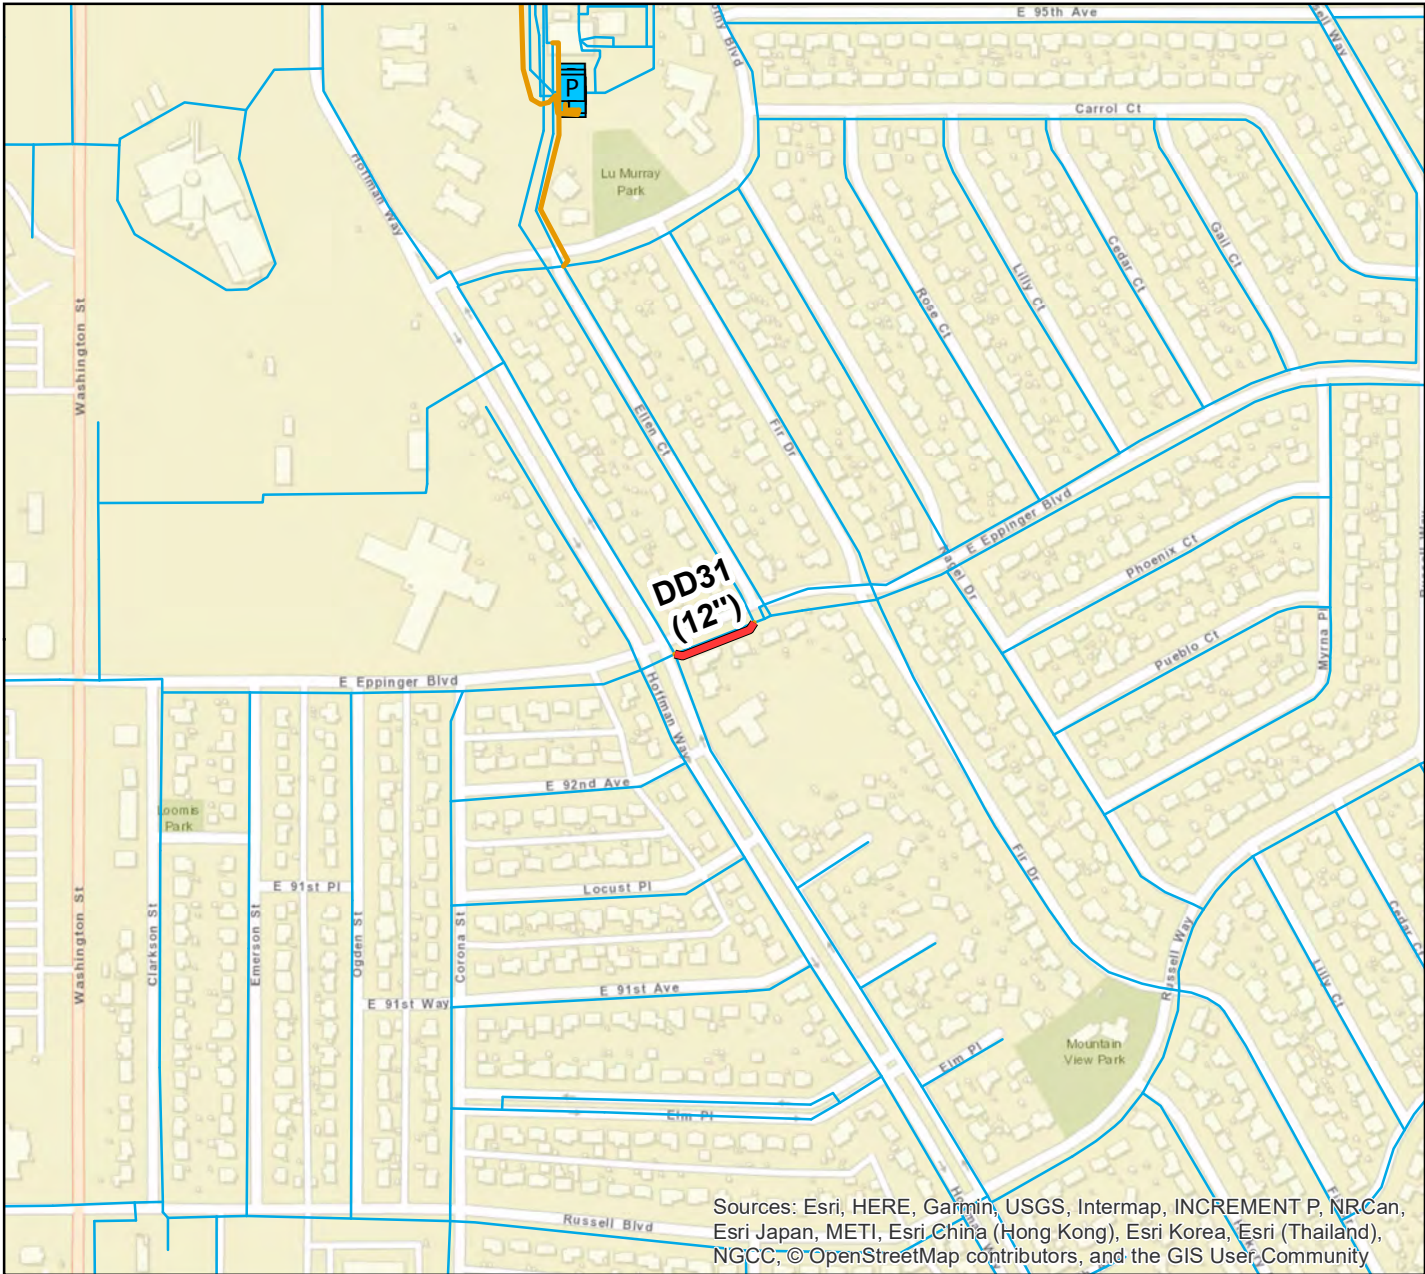 E 95th Ave
P
Carrol Ct
Lu Murray
Park
Hoffman Way
Gail Ct
Cedar Ct
Lilly Ct
Rose Ct
Washington St
Ellen Ct
Fir Dr
E Eppinger Blvd
Phoenix Ct
DD31
(12")
Pueblo Ct
Myrna Pl
E Eppinger Blvd
Hoffman Way
E 92nd Ave
Loomis
Park
Fir Dr
E 91st Pl
Locust Pl
Washington St
Clarkson St
Emerson St
Ogden St
Corona St
Russell Way
Lilly Ct
E 91st Ave
E 91st Way
Mountain
View Park
Elm Pl
Elm Pl
Russell Blvd
Sources: Esri, HERE, Garmin, USGS, Intermap, INCREMENT P, NRCan,
Esri Japan, METI, Esri China (Hong Kong), Esri Korea, Esri (Thailand),
NGCC, © OpenStreetMap contributors, and the GIS User Community